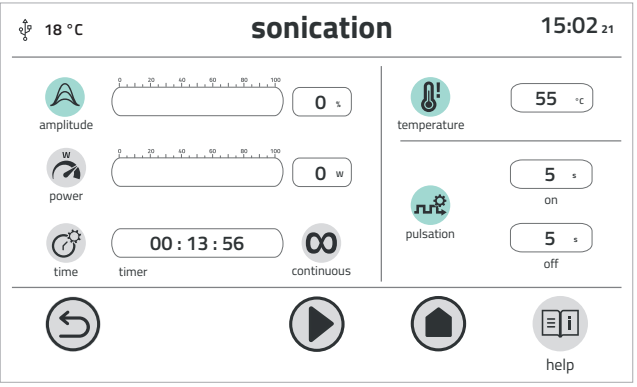 18 °C
sonication
15:02 21
0 20 40 60 80 100
0 %
amplitude
W
0 20 40 60 80 100
0 W
power
00 : 13 : 56
time
timer
continuous
55 °C
temperature
5 s
on
pulsation
5 s
off
i
help